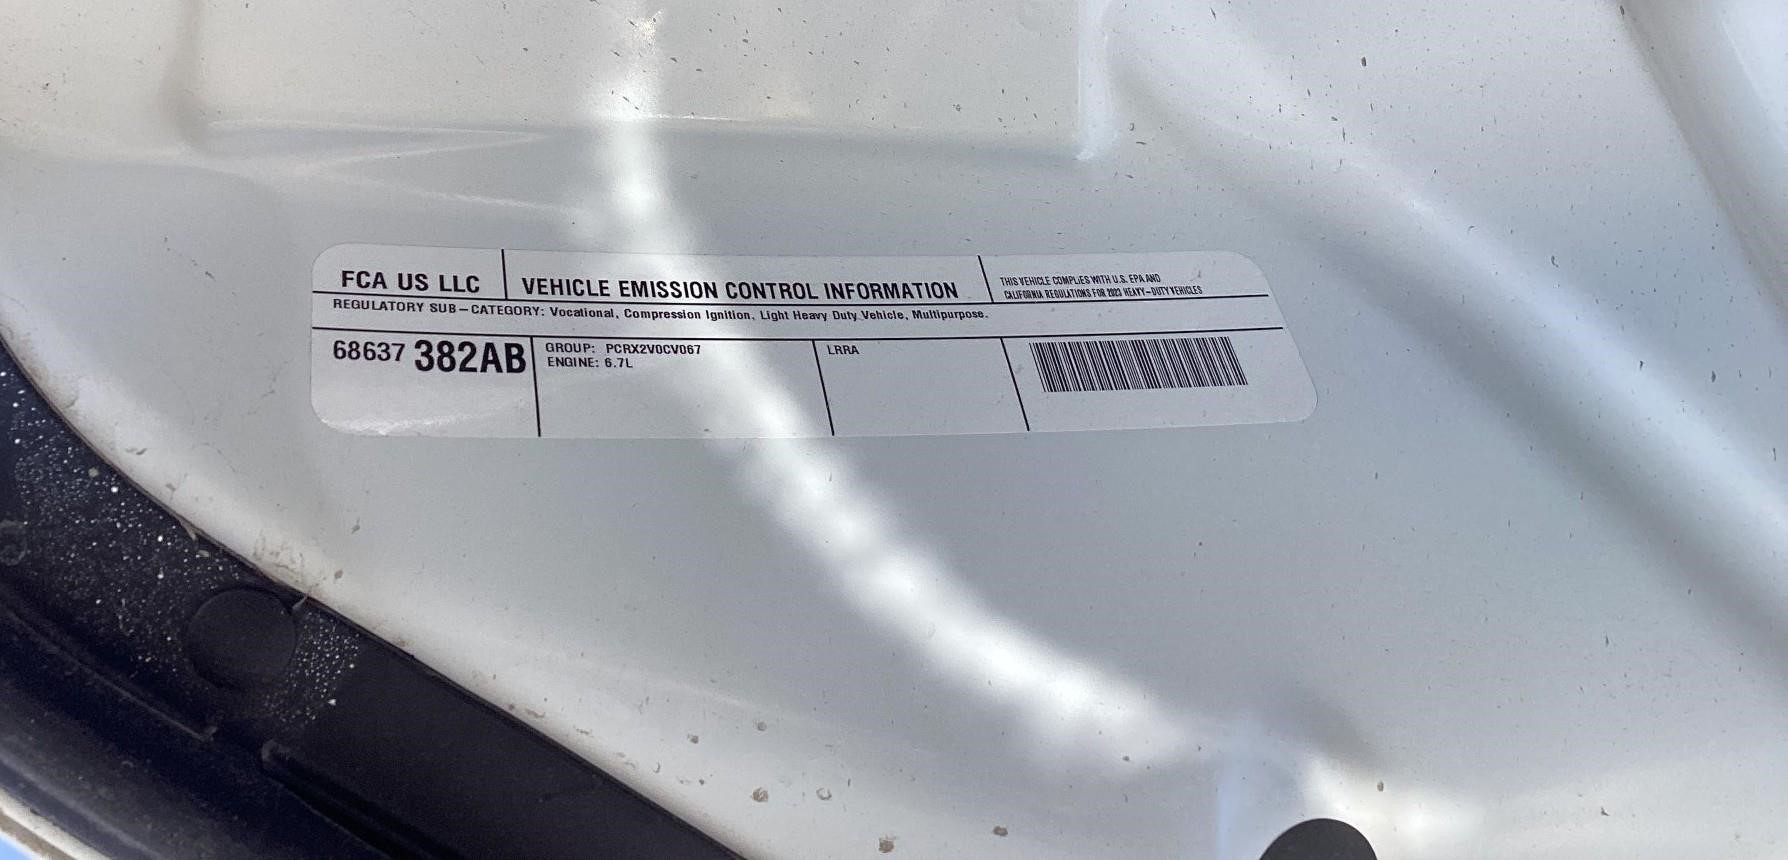 FCA US LLC
VEHICLE EMISSION CONTROL INFORMATION
THIS VEHICLE COMPLIES WITH U.S. EPA AND
CALIFORNIA REGULATIONS FOR 2023 HEAVY-DUTY VEHICLES
REGULATORY SUB-CATEGORY: Vocational, Compression Ignition, Light Heavy Duty Vehicle, Multipurpose.
68637 382AB
GROUP: PCRX2V0CV067
ENGINE: 6.7L
LRRA